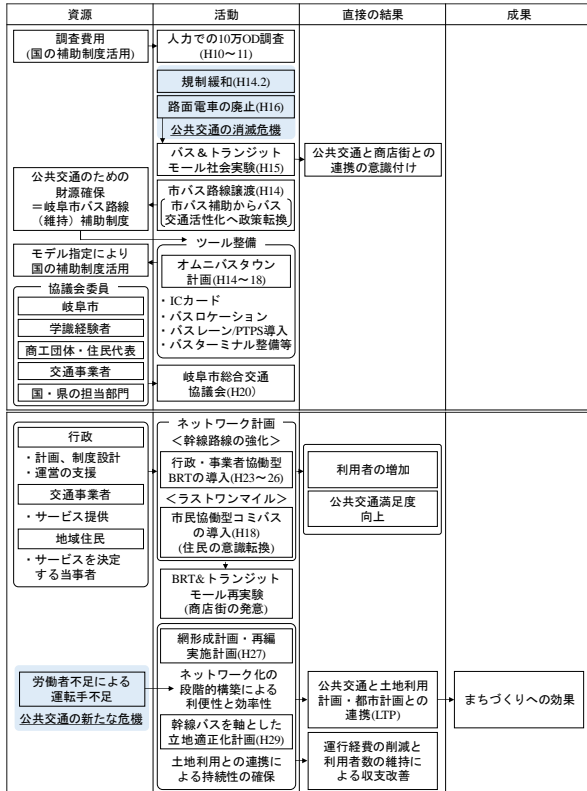 資源
活動
直接の結果
成果
調査費用
(国の補助制度活用)
人力での10万OD調査
(H10～11)
規制緩和(H14.2)
路面電車の廃止(H16)
公共交通の消滅危機
バス＆トランジット
モール社会実験(H15)
公共交通と商店街との
連携の意識付け
公共交通のための
財源確保
＝岐阜市バス路線
（維持）補助制度
市バス路線譲渡(H14)
市バス補助からバス
交通活性化へ政策転換
ツール整備
モデル指定により
国の補助制度活用
オムニバスタウン
計画(H14～18)
・ICカード
・バスロケーション
・バスレーン/PTPS導入
・バスターミナル整備等
協議会委員
岐阜市
学識経験者
商工団体・住民代表
交通事業者
国・県の担当部門
岐阜市総合交通
協議会(H20）
行政
・計画、制度設計
・運営の支援
交通事業者
・サービス提供
地域住民
・サービスを決定
する当事者
ネットワーク計画
＜幹線路線の強化＞
行政・事業者協働型
BRTの導入(H23～26)
＜ラストワンマイル＞
市民協働型コミバス
の導入(H18)
(住民の意識転換)
利用者の増加
公共交通満足度
向上
BRT&トランジット
モール再実験
(商店街の発意)
網形成計画・再編
実施計画(H27)
労働者不足による
運転手不足
公共交通の新たな危機
ネットワーク化の
段階的構築による
利便性と効率性
公共交通と土地利用
計画・都市計画との
連携(LTP)
まちづくりへの効果
幹線バスを軸とした
立地適正化計画(H29)
土地利用との連携に
よる持続性の確保
運行経費の削減と
利用者数の維持に
よる収支改善